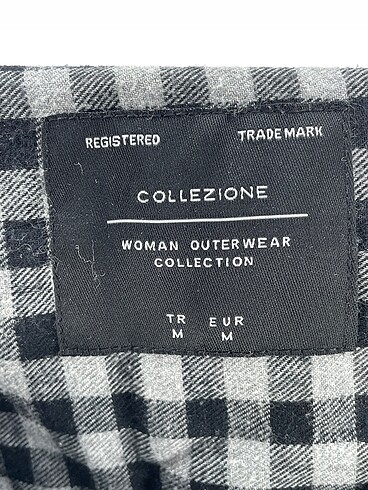 REGISTERED TRADE MARK
COLLEZIONE
WOMAN OUTERWEAR
COLLECTION
TR EUR
M M